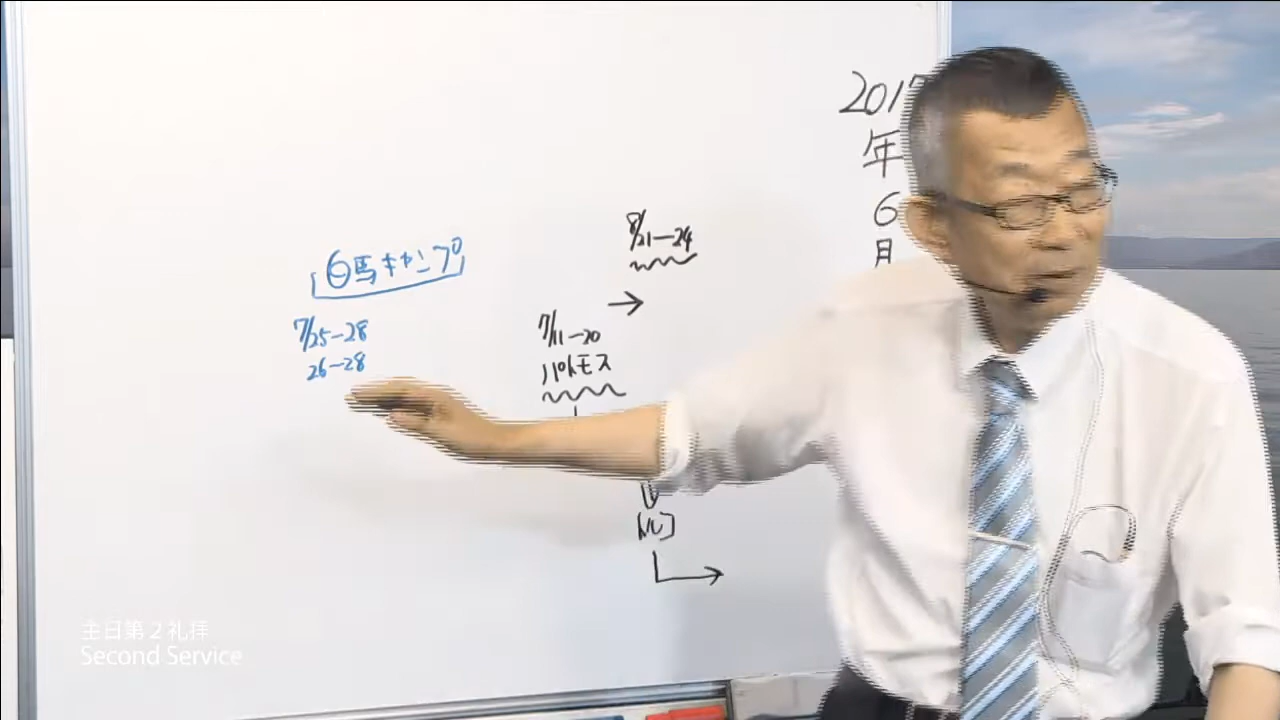 2017
年
6
月
8/21-24
→
7/11-20
パトモス
白馬キャンプ
7/25-28
26-28
主日第2礼拝
Second Service